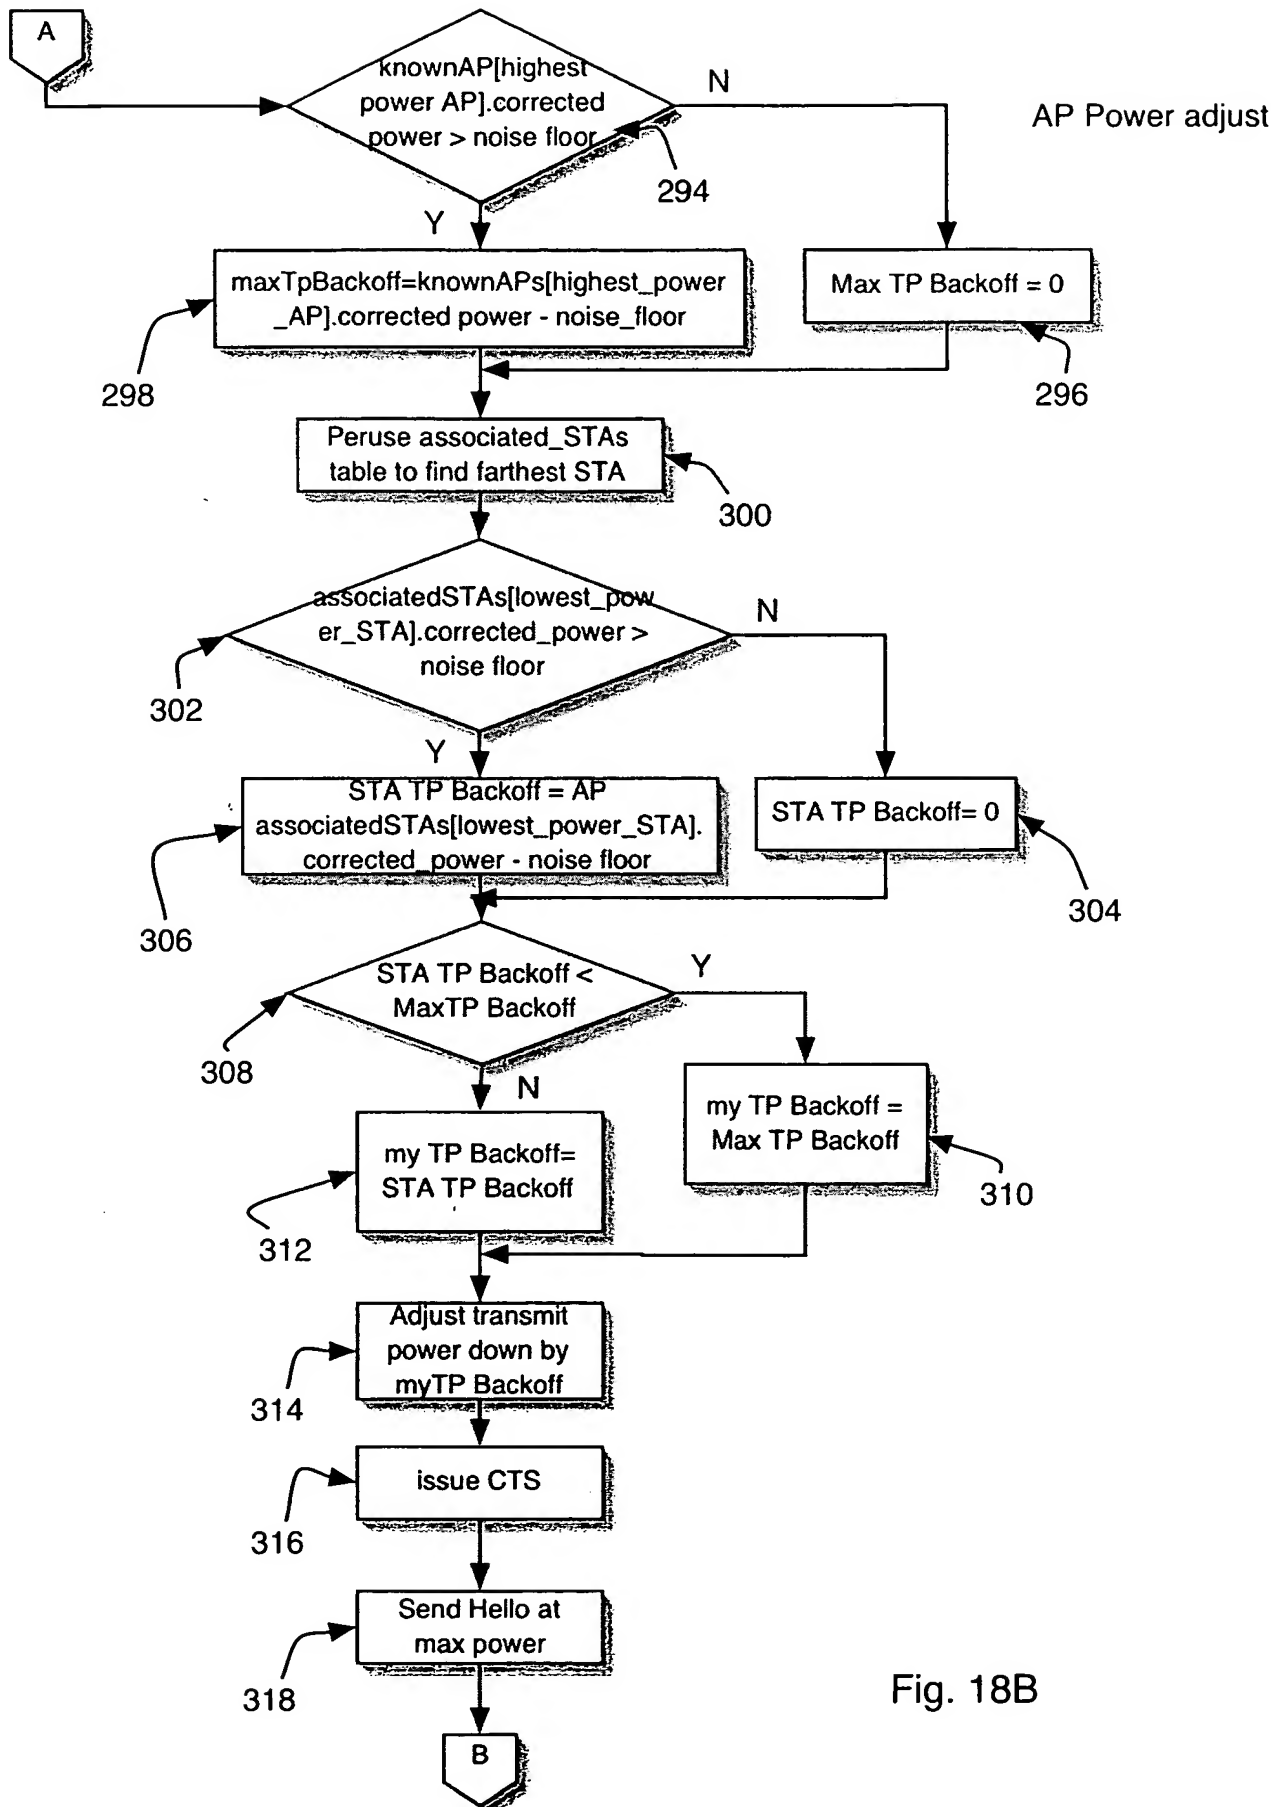 A
knownAP[highest
power AP].corrected
power > noise floor
N
AP Power adjust
294
Y
maxTpBackoff=knownAPs[highest_power
_AP].corrected power - noise_floor
Max TP Backoff = 0
298
296
Peruse associated_STAs
table to find farthest STA
300
associatedSTAs[lowest_pow
er_STA].corrected_power >
noise floor
N
302
Y
STA TP Backoff = AP
associatedSTAs[lowest_power_STA].
corrected_power - noise floor
STA TP Backoff= 0
306
304
STA TP Backoff <
MaxTP Backoff
Y
308
N
my TP Backoff =
Max TP Backoff
my TP Backoff=
STA TP Backoff
310
312
Adjust transmit
power down by
myTP Backoff
314
issue CTS
316
Send Hello at
max power
318
Fig. 18B
B